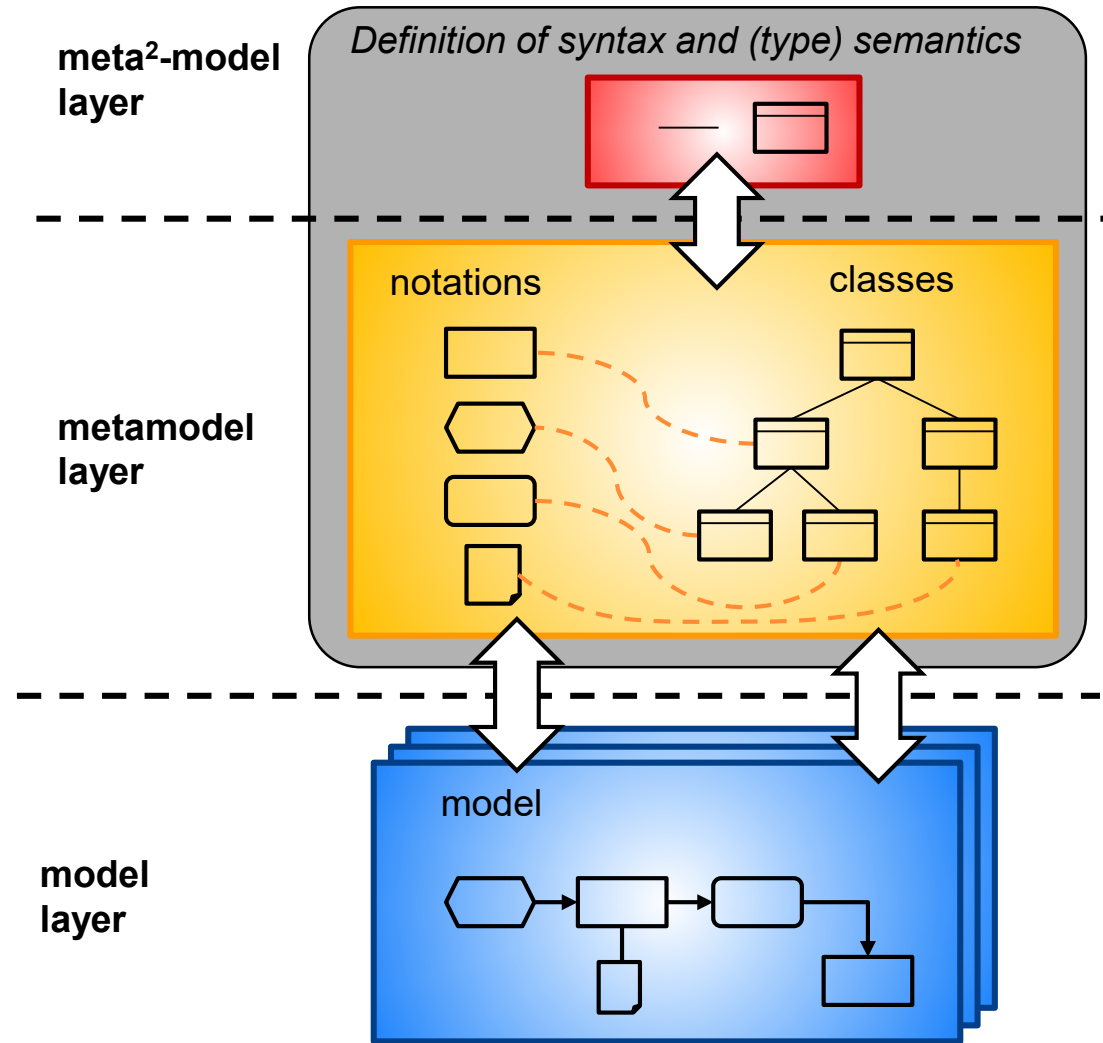 Definition of syntax and (type) semantics
meta²-model
layer
notations
classes
metamodel
layer
model
model
layer